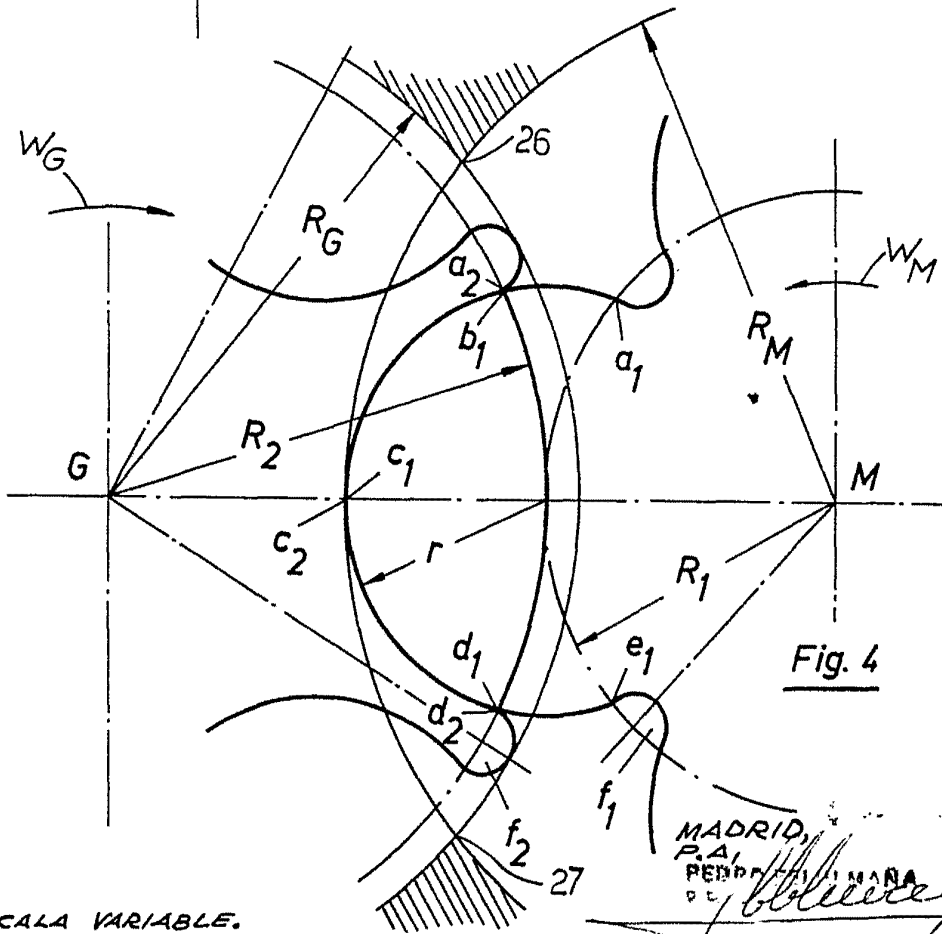 26
W_G
R_G
W_M
a_2
b_1
a_1
R_M
R_2
G
c_1
M
c_2
r
R_1
d_1
e_1
Fig. 4
d_2
f_1
f_2
MADRID,
P.A,
27
CALA VARIABLE.